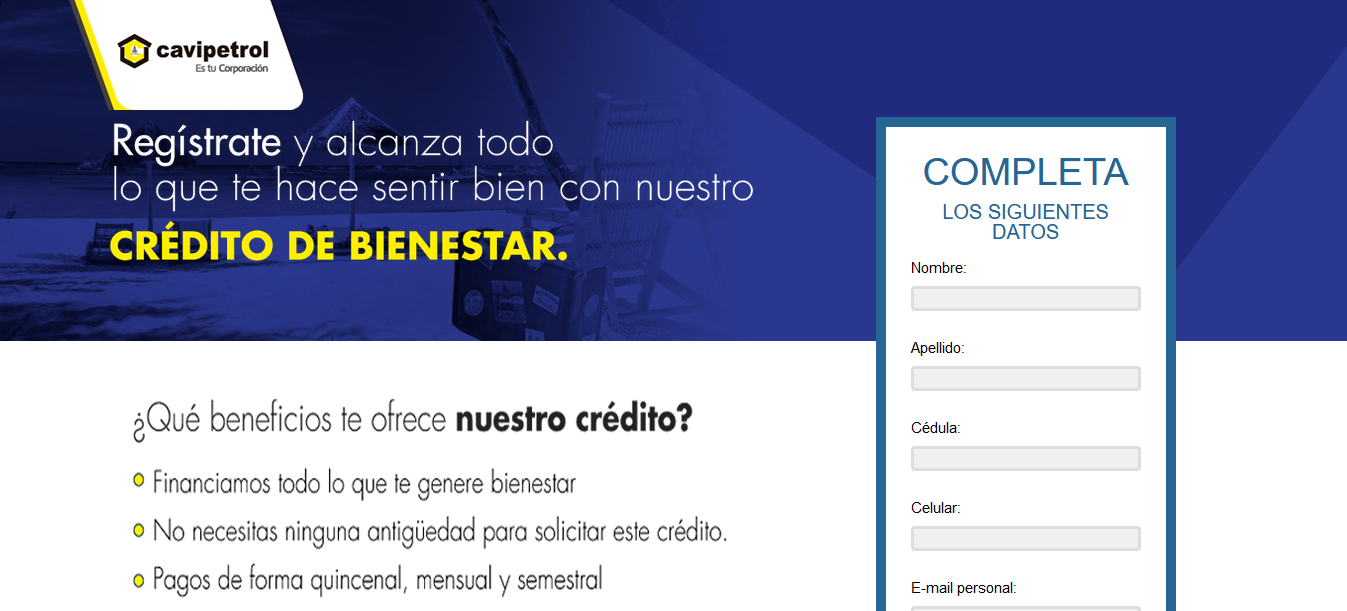 cavipetrol
Es tu Corporación
Regístrate y alcanza todo
lo que te hace sentir bien con nuestro
CRÉDITO DE BIENESTAR.
¿Qué beneficios te ofrece nuestro crédito?
Financiamos todo lo que te genere bienestar
No necesitas ninguna antigüedad para solicitar este crédito.
Pagos de forma quincenal, mensual y semestral
COMPLETA
LOS SIGUIENTES
DATOS
Nombre:
Apellido:
Cédula:
Celular:
E-mail personal: